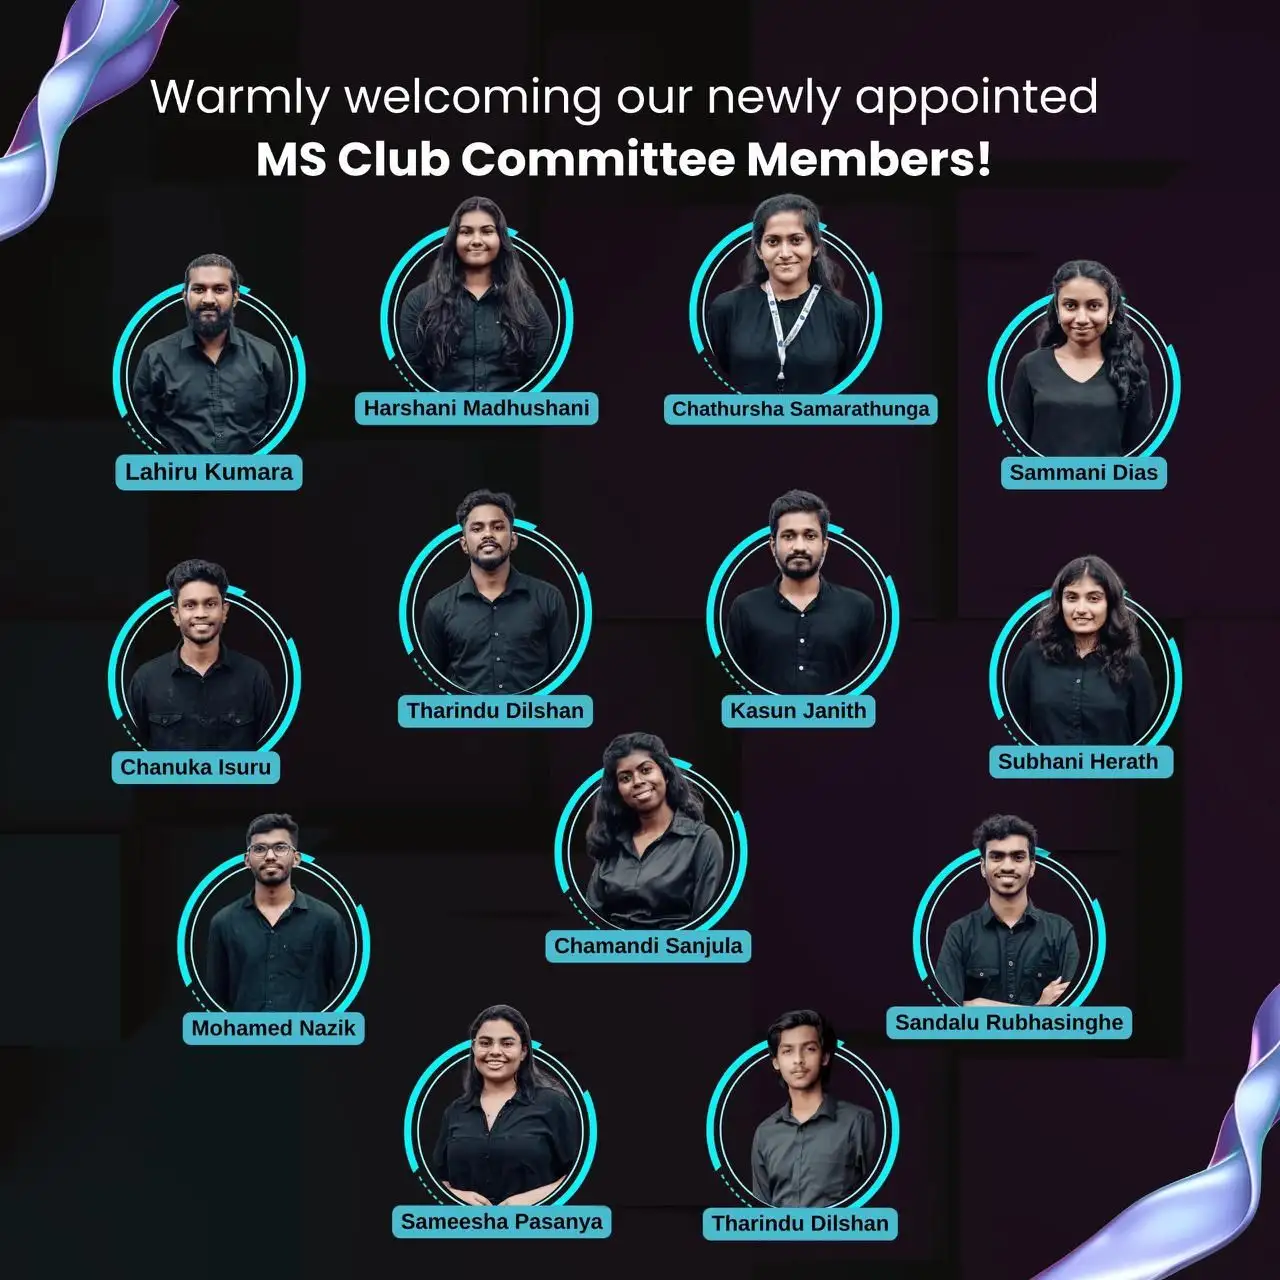 Warmly welcoming our newly appointed
MS Club Committee Members!
Harshani Madhushani
Chathursha Samarathunga
Lahiru Kumara
Sammani Dias
Tharindu Dilshan
Kasun Janith
Chanuka Isuru
Subhani Herath
Chamandi Sanjula
Mohamed Nazik
Sandalu Rubhasinghe
Sameesha Pasanya
Tharindu Dilshan